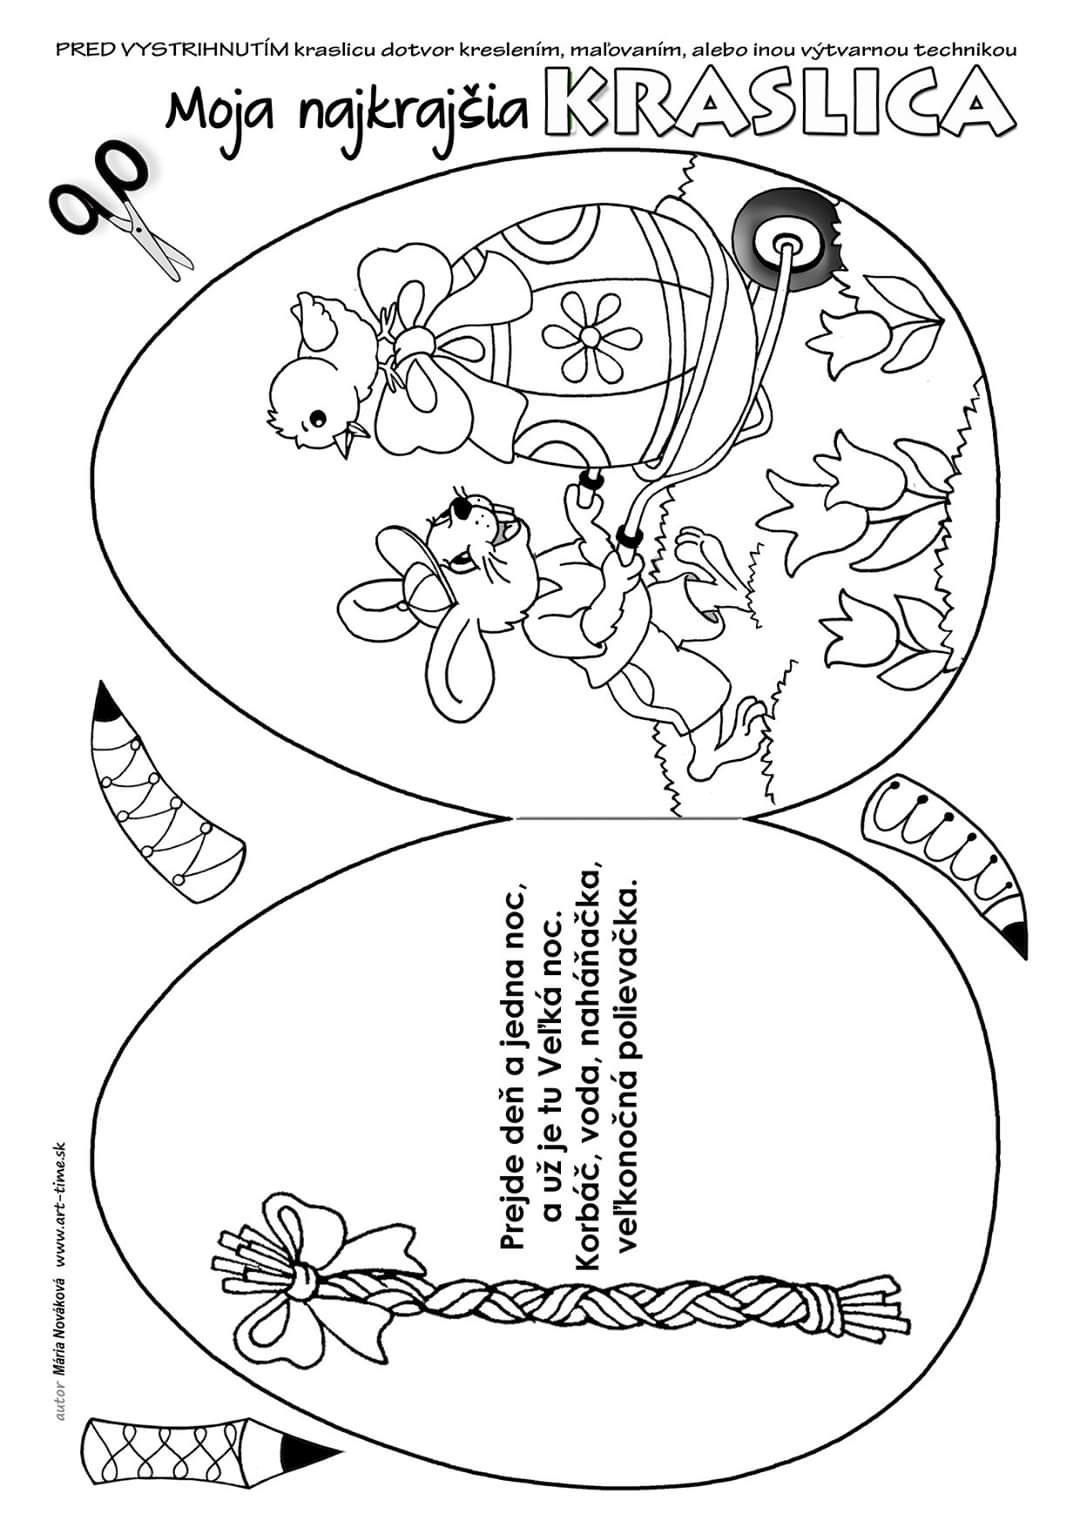 PRED VYSTRIHNUTÍM kraslicu dotvor kreslením, maľovaním, alebo inou výtvarnou technikou
Moja najkrajšia KRASLICA
Prejde deň a jedna noc,
a už je tu Veľká noc.
Korbáč, voda, naháňačka,
veľkonočná polievačka.
autor Mária Nováková www.art-time.sk